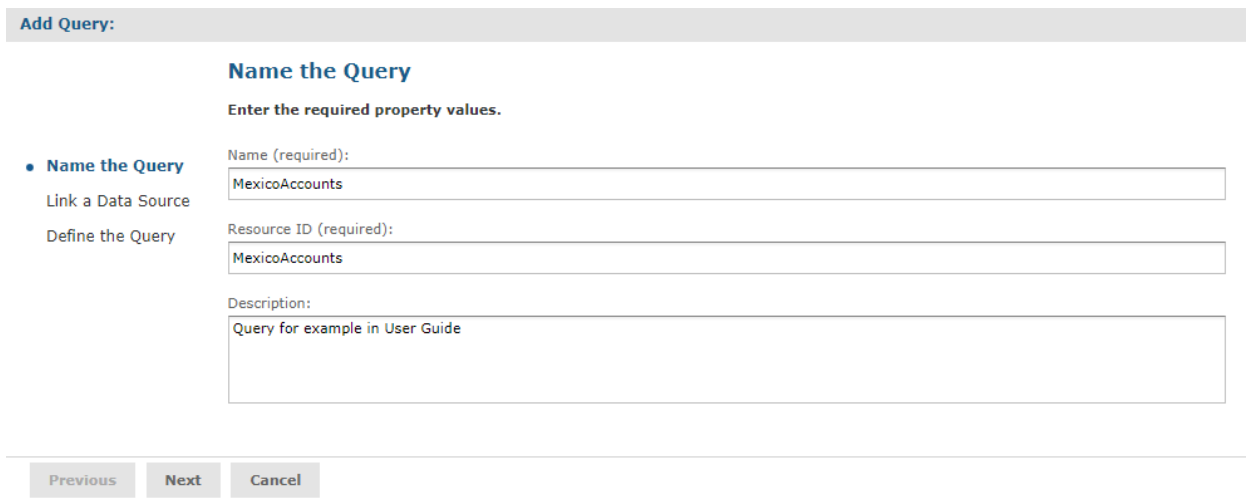 Add Query:
Name the Query
Enter the required property values.
Name the Query
Link a Data Source
Define the Query
Name (required):
MexicoAccounts
Resource ID (required):
MexicoAccounts
Description:
Query for example in User Guide
Previous Next Cancel